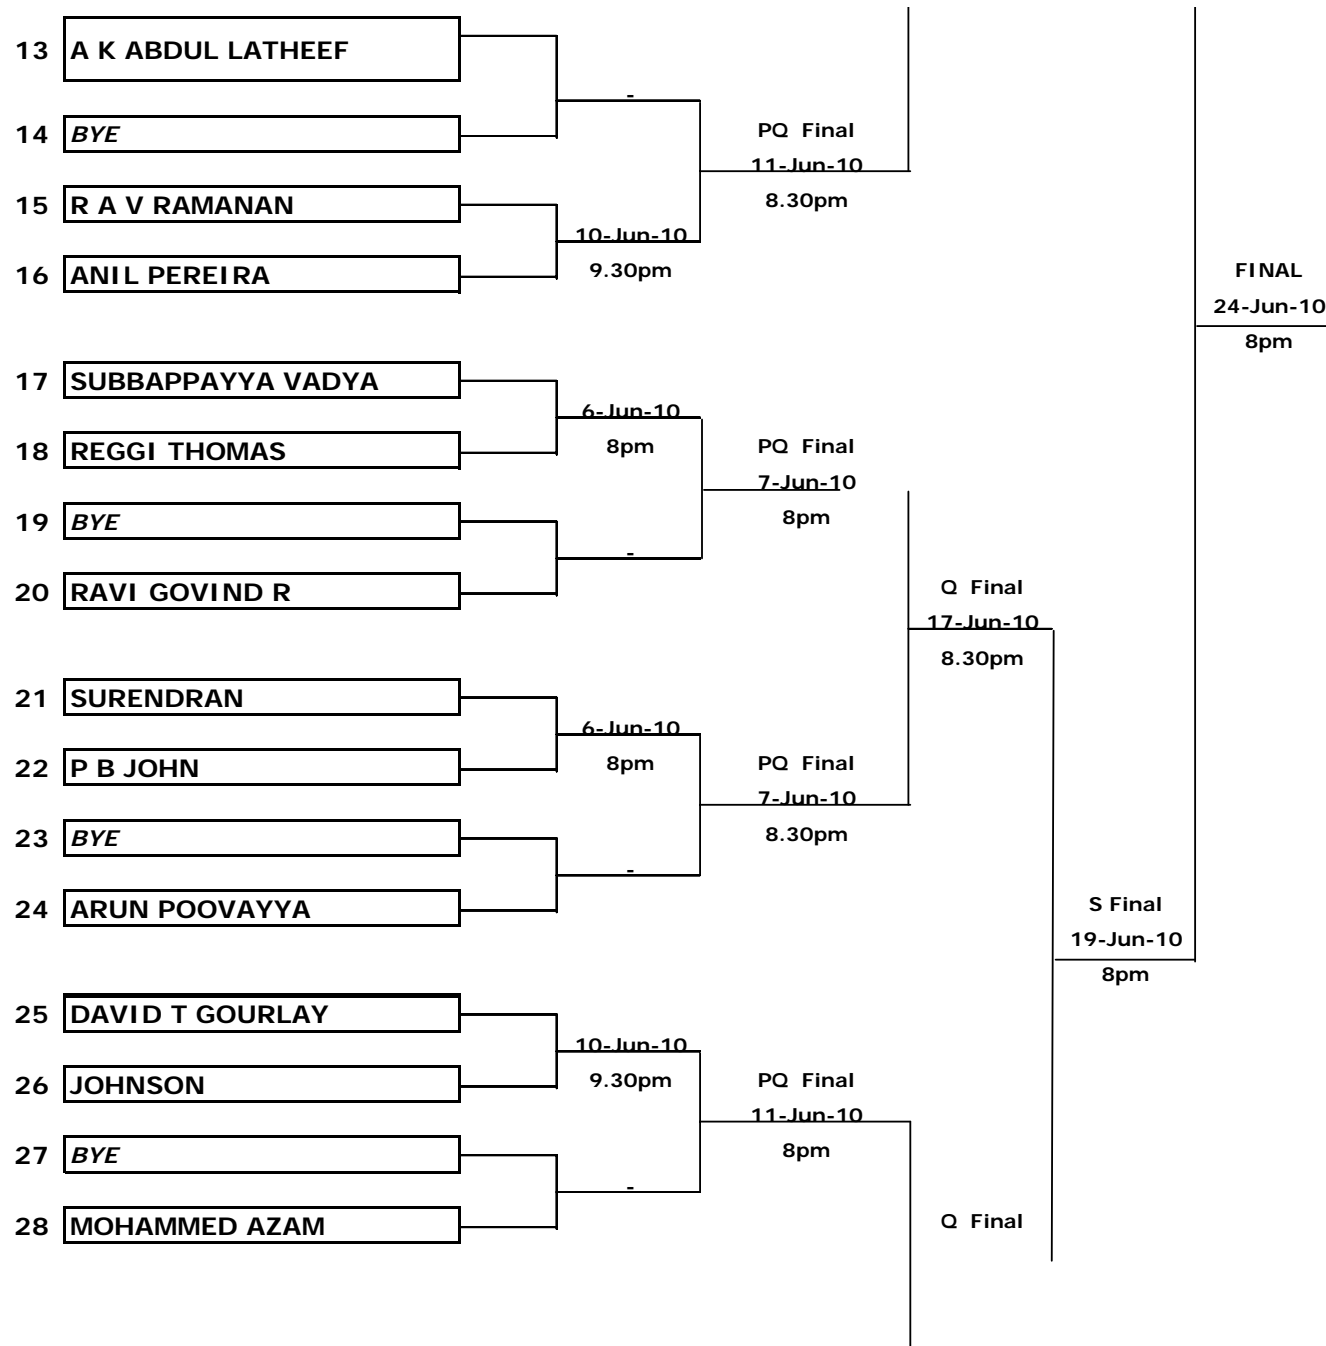 13 A K ABDUL LATHEEF
-
14 BYE
PQ Final
11-Jun-10
15 R A V RAMANAN
8.30pm
10-Jun-10
16 ANIL PEREIRA
9.30pm
FINAL
24-Jun-10
8pm
17 SUBBAPPAYYA VADYA
6-Jun-10
18 REGGI THOMAS
8pm
PQ Final
7-Jun-10
19 BYE
8pm
-
20 RAVI GOVIND R
Q Final
17-Jun-10
8.30pm
21 SURENDRAN
6-Jun-10
22 P B JOHN
8pm
PQ Final
7-Jun-10
23 BYE
8.30pm
-
24 ARUN POOVAYYA
S Final
19-Jun-10
8pm
25 DAVID T GOURLAY
10-Jun-10
26 JOHNSON
9.30pm
PQ Final
11-Jun-10
27 BYE
8pm
-
28 MOHAMMED AZAM
Q Final